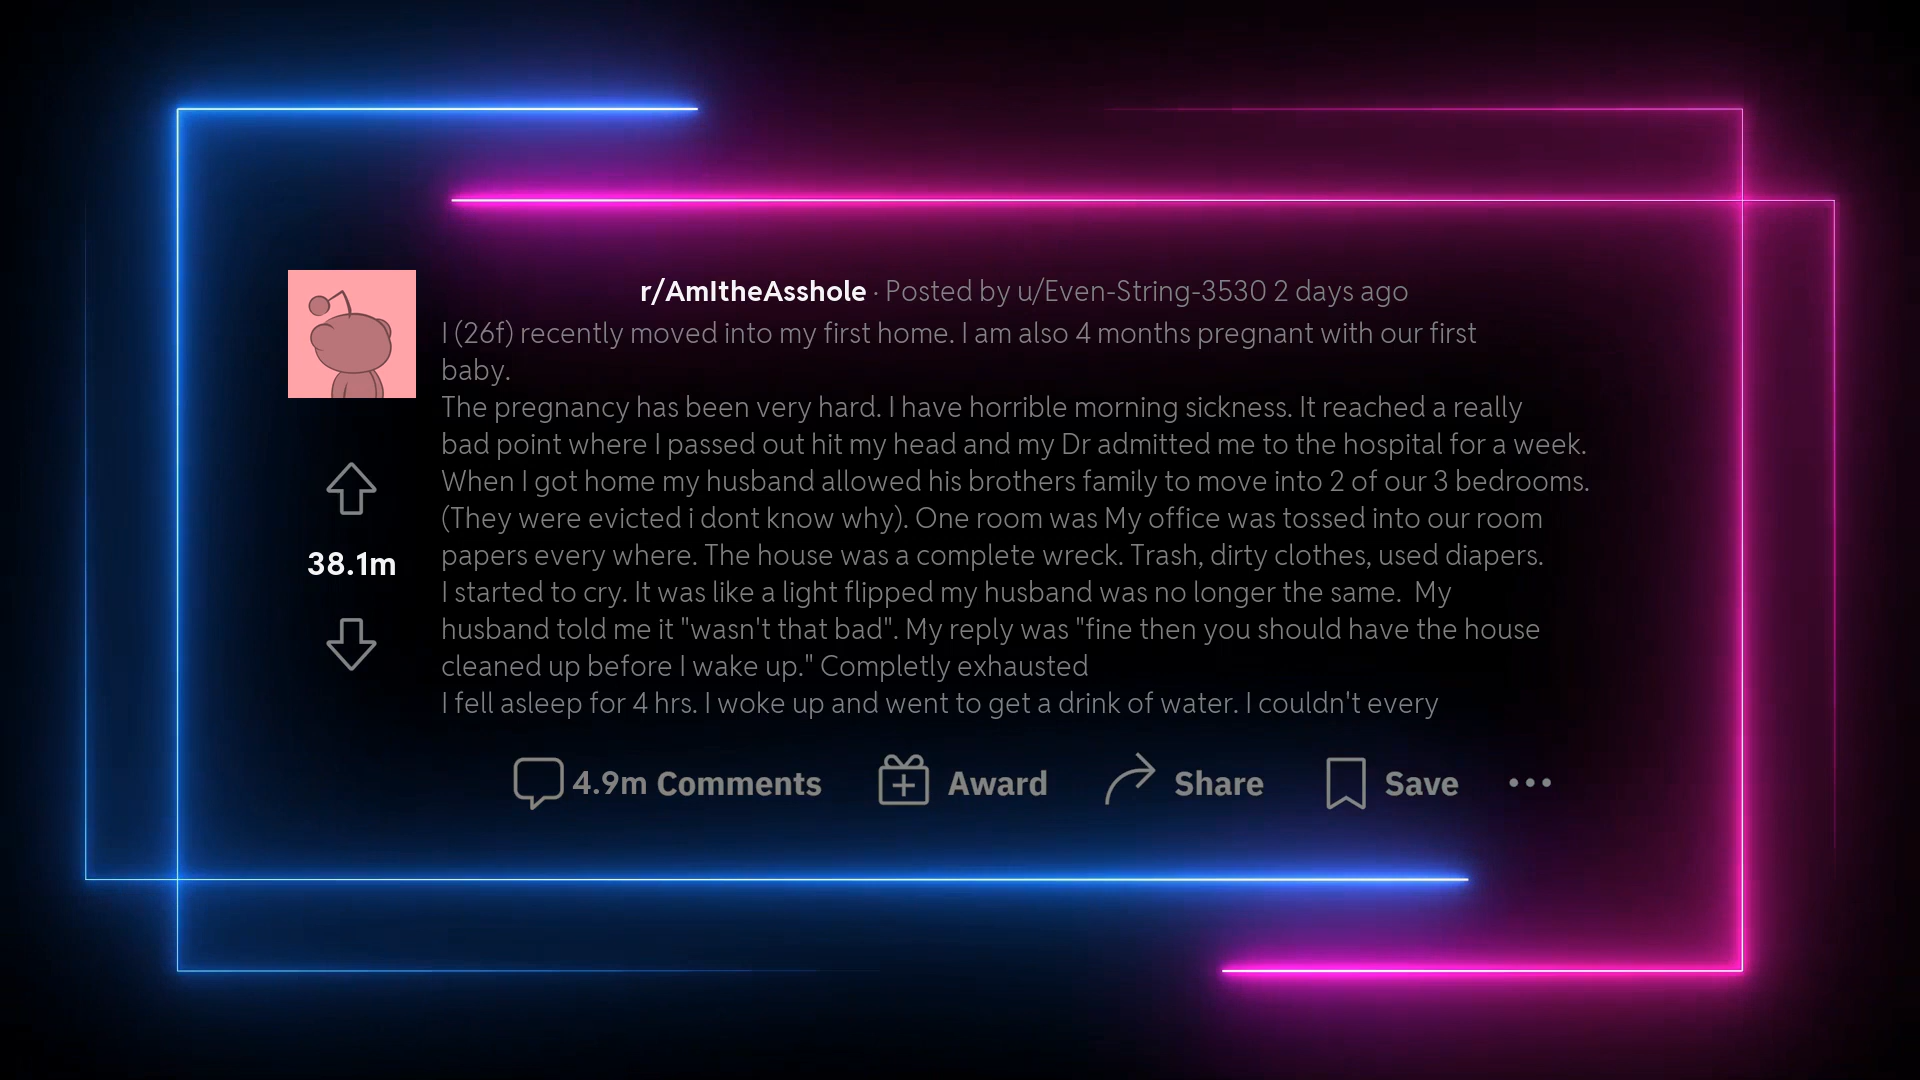 r/AmItheAsshole · Posted by u/Even-String-3530 2 days ago
I (26f) recently moved into my first home. I am also 4 months pregnant with our first
baby.
The pregnancy has been very hard. I have horrible morning sickness. It reached a really
bad point where I passed out hit my head and my Dr admitted me to the hospital for a week.
When I got home my husband allowed his brothers family to move into 2 of our 3 bedrooms.
(They were evicted i dont know why). One room was My office was tossed into our room
papers every where. The house was a complete wreck. Trash, dirty clothes, used diapers.
I started to cry. It was like a light flipped my husband was no longer the same.  My
husband told me it "wasn't that bad". My reply was "fine then you should have the house
cleaned up before I wake up." Completly exhausted
I fell asleep for 4 hrs. I woke up and went to get a drink of water. I couldn't every
38.1m
4.9m Comments Award Share Save •••